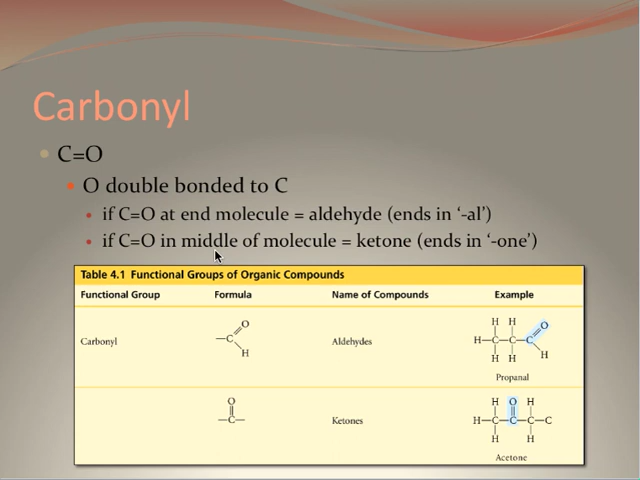 Carbonyl
C=O
O double bonded to C
if C=O at end molecule = aldehyde (ends in ‘-al’)
if C=O in middle of molecule = ketone (ends in ‘-one’)
Table 4.1 Functional Groups of Organic Compounds
Functional Group Formula Name of Compounds Example
Carbonyl
—C
O
H
Aldehydes
H H O
H—C—C—C
H H H
Propanal
O
—C—
Ketones
H O H
H—C—C—C—C
H H
Acetone